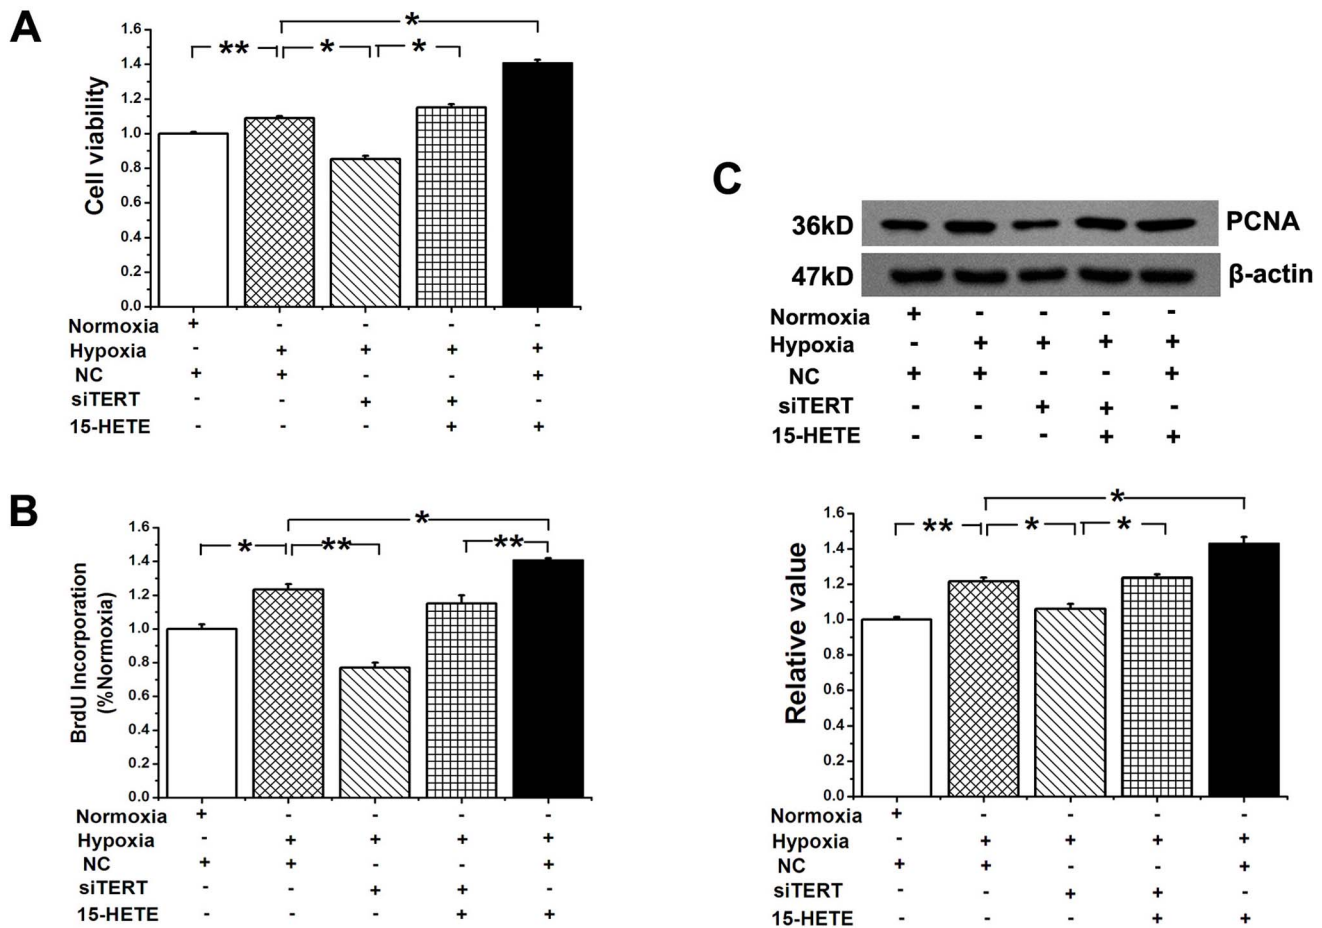 A
Cell viability
1.6
1.4
1.2
1.0
0.8
0.6
0.4
0.2
0.0
*
** * *
Normoxia + - - - -
Hypoxia - + + + +
NC + + - - +
siTERT - - + + -
15-HETE - - - + +
B
BrdU Incorporation
(%Normoxia)
1.6
1.4
1.2
1.0
0.8
0.6
0.4
0.2
0.0
*
* ** **
Normoxia + - - - -
Hypoxia - + + + +
NC + + - - +
siTERT - - + + -
15-HETE - - - + +
C
36kD PCNA
47kD β-actin
Normoxia + - - - -
Hypoxia - + + + +
NC + + - - +
siTERT - - + + -
15-HETE - - - + +
Relative value
1.6
1.4
1.2
1.0
0.8
0.6
0.4
0.2
0.0
*
** * *
Normoxia + - - - -
Hypoxia - + + + +
NC + + - - +
siTERT - - + + -
15-HETE - - - + +